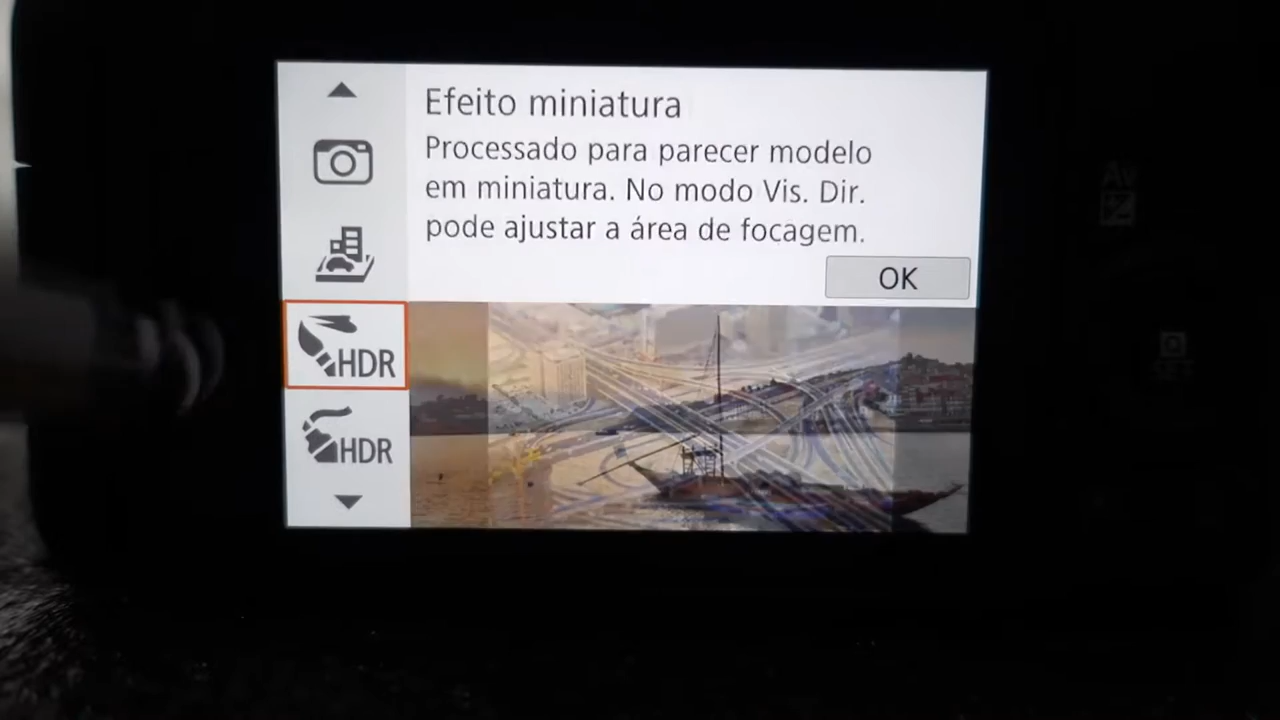 Efeito miniatura
Processado para parecer modelo
em miniatura. No modo Vis. Dir.
pode ajustar a área de focagem.
OK
HDR
HDR